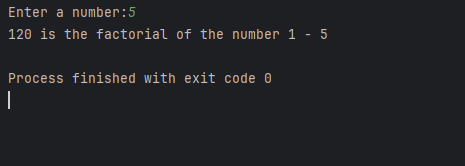 Enter a number:5
120 is the factorial of the number 1 - 5
Process finished with exit code 0